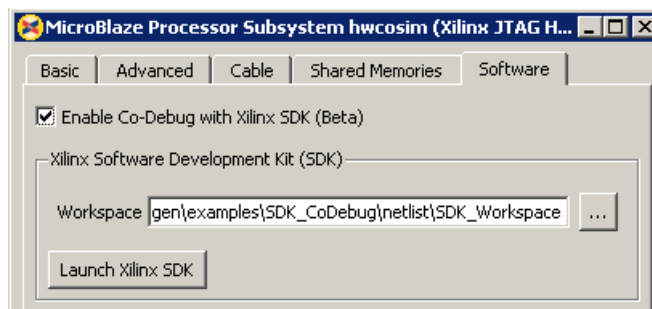 MicroBlaze Processor Subsystem hwcosim (Xilinx JTAG H...
Basic Advanced Cable Shared Memories Software
Enable Co-Debug with Xilinx SDK (Beta)
Xilinx Software Development Kit (SDK)
Workspace gen\examples\SDK_CoDebug\netlist\SDK_Workspace ...
Launch Xilinx SDK